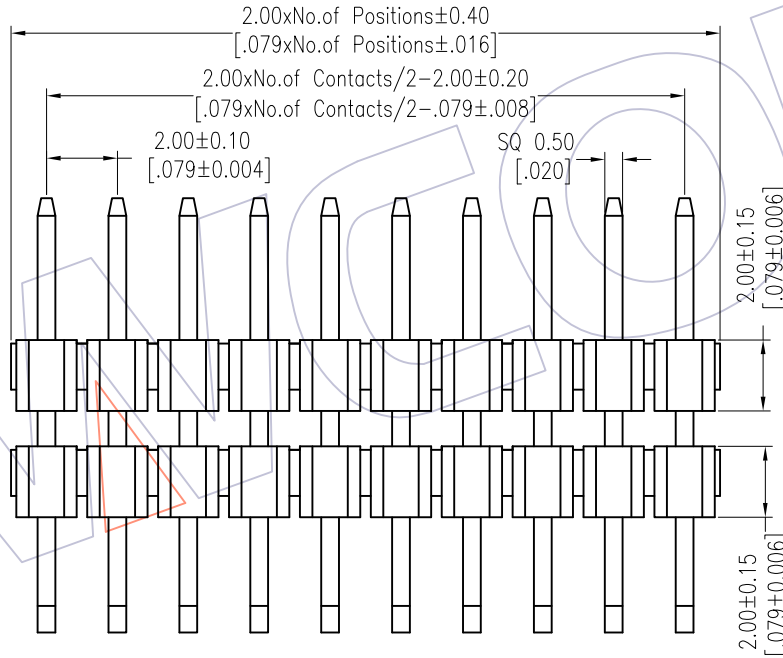 2.00xNo.of Positions±0.40
[.079xNo.of Positions±.016]
2.00xNo.of Contacts/2-2.00±0.20
[.079xNo.of Contacts/2-.079±.008]
2.00±0.10
[.079±0.004]
SQ 0.50
[.020]
2.00±0.15
[.079±0.006]
2.00±0.15
[.079±0.006]
WCO